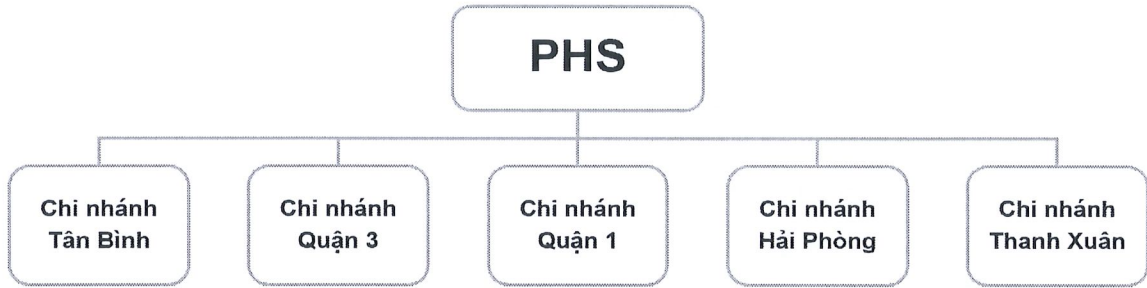 PHS
Chi nhánh
Tân Bình
Chi nhánh
Quận 3
Chi nhánh
Quận 1
Chi nhánh
Hải Phòng
Chi nhánh
Thanh Xuân